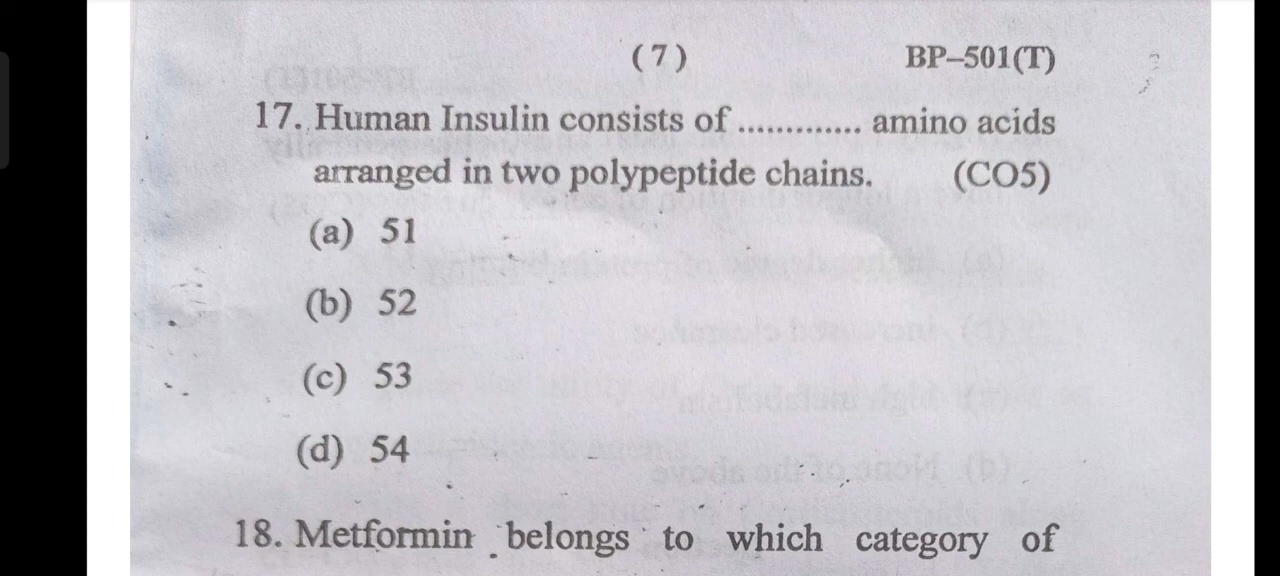 (7) BP–501(T)
17. Human Insulin consists of ............. amino acids
arranged in two polypeptide chains. (CO5)
(a) 51
(b) 52
(c) 53
(d) 54
18. Metformin belongs to which category of